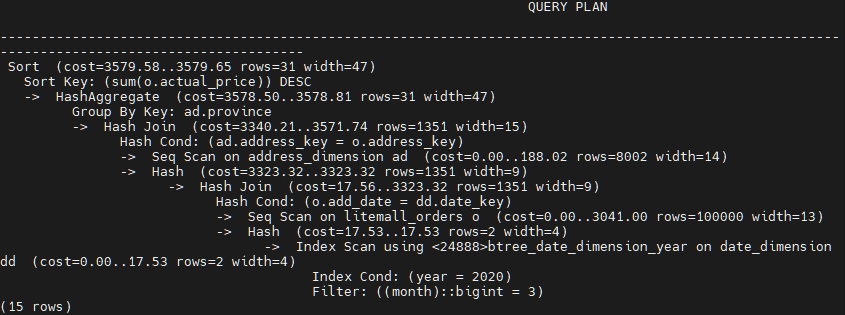 QUERY PLAN
---------------------------------------------------------------------------------------------------------
--------------------------------------
Sort  (cost=3579.58..3579.65 rows=31 width=47)
Sort Key: (sum(o.actual_price)) DESC
->  HashAggregate  (cost=3578.50..3578.81 rows=31 width=47)
Group By Key: ad.province
->  Hash Join  (cost=3340.21..3571.74 rows=1351 width=15)
Hash Cond: (ad.address_key = o.address_key)
->  Seq Scan on address_dimension ad  (cost=0.00..188.02 rows=8002 width=14)
->  Hash  (cost=3323.32..3323.32 rows=1351 width=9)
->  Hash Join  (cost=17.56..3323.32 rows=1351 width=9)
Hash Cond: (o.add_date = dd.date_key)
->  Seq Scan on litemall_orders o  (cost=0.00..3041.00 rows=100000 width=13)
->  Hash  (cost=17.53..17.53 rows=2 width=4)
->  Index Scan using <24888>btree_date_dimension_year on date_dimension
dd  (cost=0.00..17.53 rows=2 width=4)
Index Cond: (year = 2020)
Filter: ((month)::bigint = 3)
(15 rows)